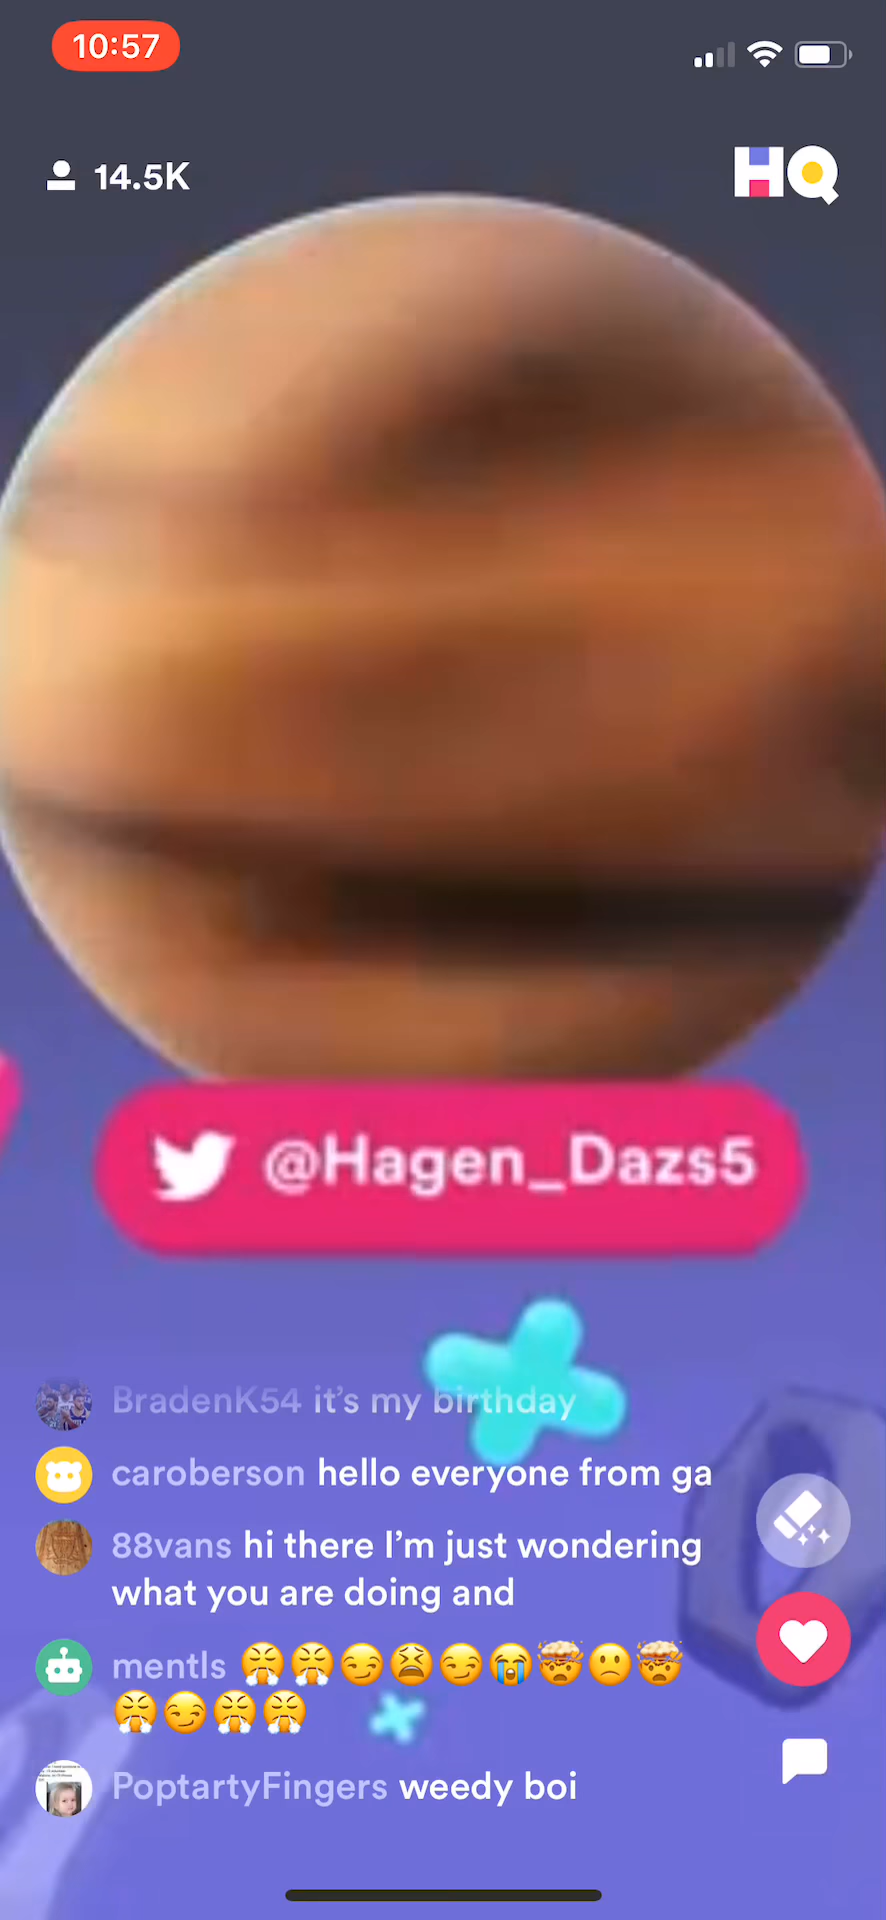 10:57
14.5K
HQ
@Hagen_Dazs5
BradenK54 it's my birthday
caroberson hello everyone from ga
88vans hi there I'm just wondering
what you are doing and
mentls 😤😤😏😫😏😭🤯🙁🤯
😤😏😤😤
PoptartyFingers weedy boi